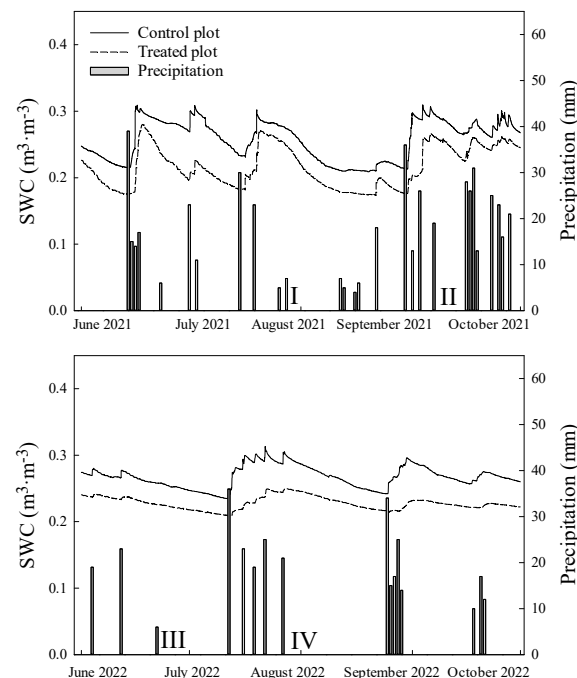 0.4
0.3
0.2
0.1
0.0
SWC (m³·m⁻³)
Control plot
Treated plot
Precipitation
I
II
60
50
40
30
20
10
0
Precipitation (mm)
June 2021 July 2021 August 2021 September 2021 October 2021
0.4
0.3
0.2
0.1
0.0
SWC (m³·m⁻³)
III
IV
60
50
40
30
20
10
0
Precipitation (mm)
June 2022 July 2022 August 2022 September 2022 October 2022